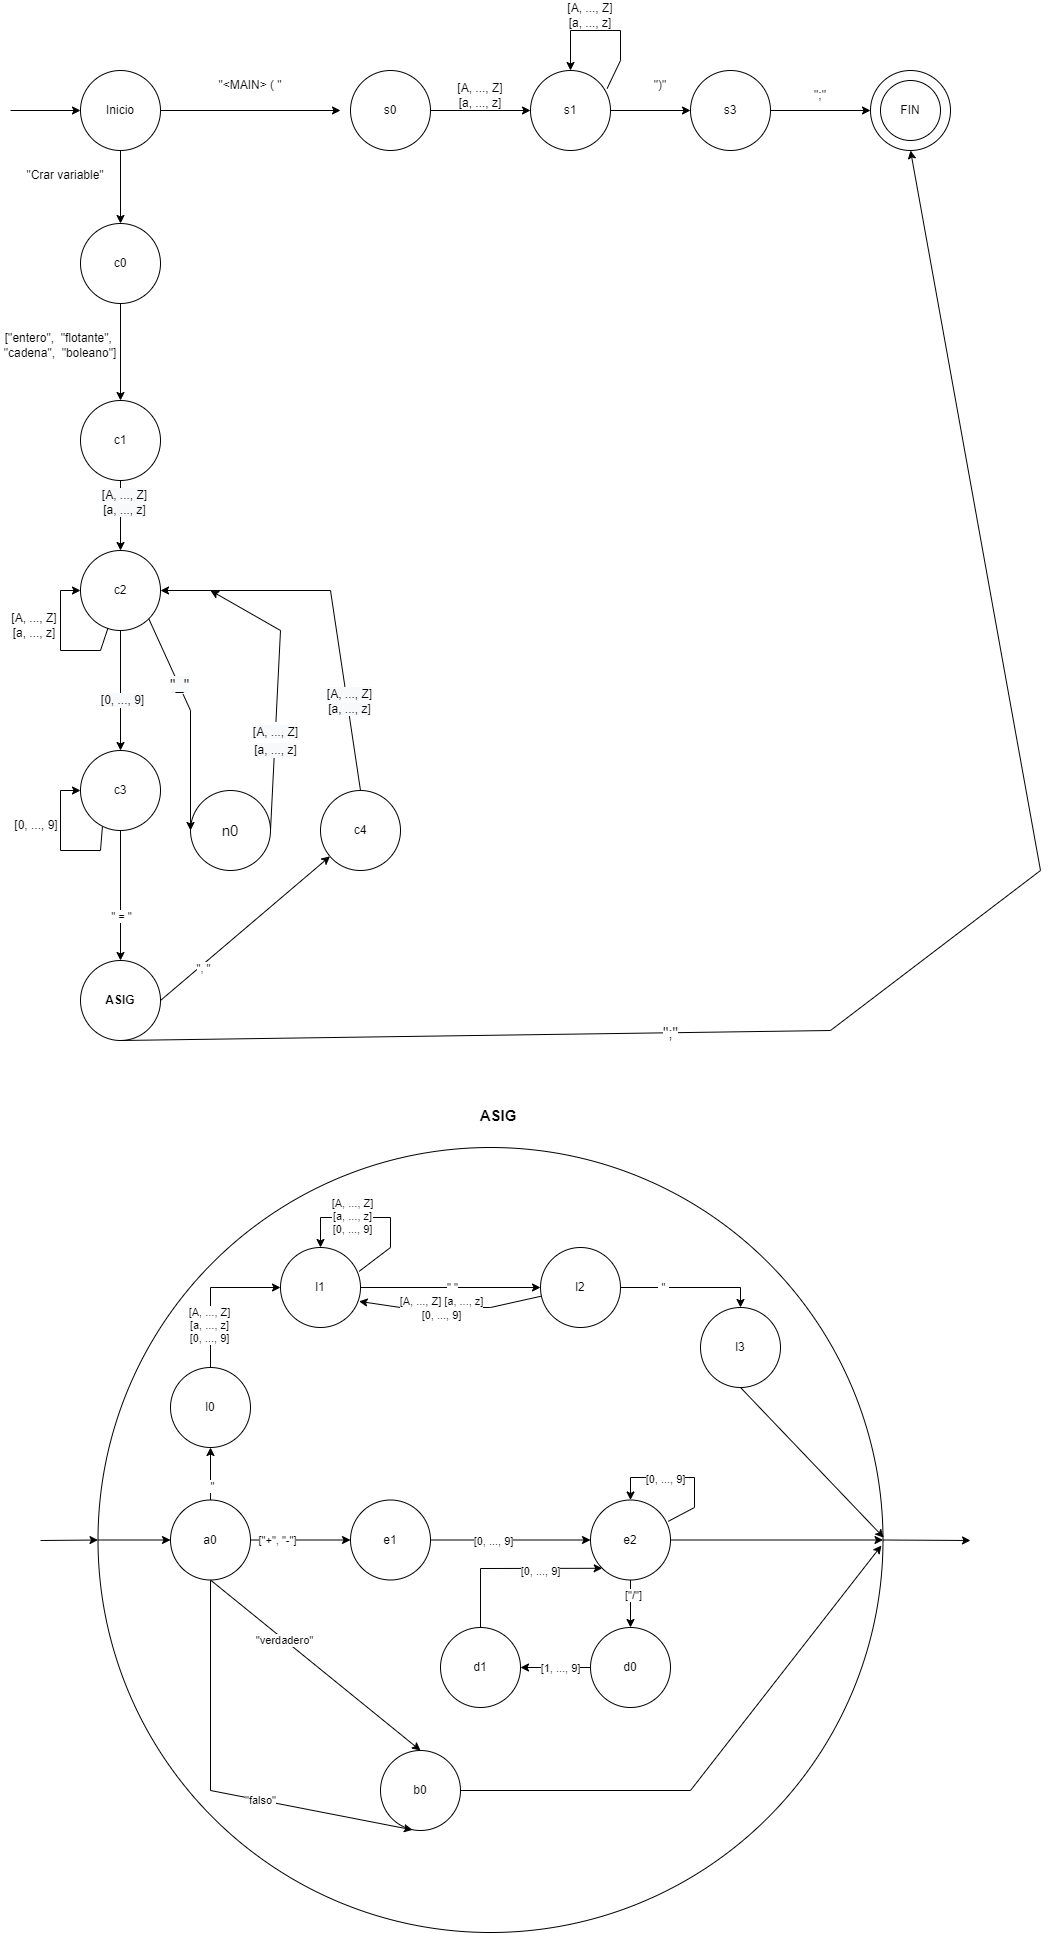 [A, ..., Z]
[a, ..., z]
"<MAIN> ( "
Inicio
s0
[A, ..., Z]
[a, ..., z]
s1
")"
s3
";"
FIN
"Crar variable"
c0
["entero", "flotante",
"cadena", "boleano"]
c1
[A, ..., Z]
[a, ..., z]
c2
[A, ..., Z]
[a, ..., z]
"_"
[0, ..., 9]
[A, ..., Z]
[a, ..., z]
[A, ..., Z]
[a, ..., z]
c3
[0, ..., 9]
n0
c4
" = "
", "
ASIG
";"
ASIG
[A, ..., Z]
[a, ..., z]
[0, ..., 9]
l1
" "
l2
"
[A, ..., Z] [a, ..., z]
[0, ..., 9]
[A, ..., Z]
[a, ..., z]
[0, ..., 9]
l3
l0
"
[0, ..., 9]
a0
["+", "-"]
e1
[0, ..., 9]
e2
[0, ..., 9]
["/"]
"verdadero"
d1
[1, ..., 9]
d0
b0
"falso"